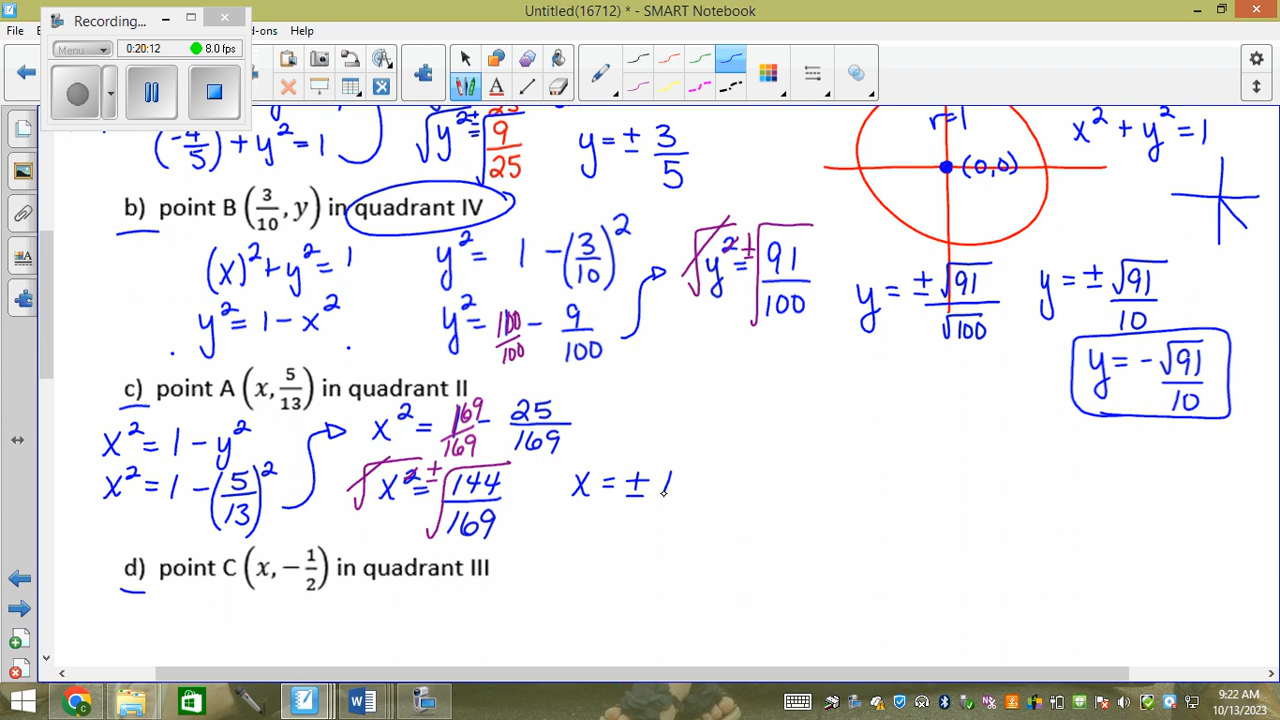 Untitled(16712) * - SMART Notebook
Recording...
File
d-ons Help
Menu
0:20:12
8.0 fps
(-4/5) + y² = 1
√y² = ±√9/25
y = ± 3/5
r=1
(0,0)
x² + y² = 1
b) point B (3/10, y) in quadrant IV
(x)² + y² = 1
y² = 1 - (3/10)²
√y² = ±√91/100
y² = 1 - x²
y² = 100/100 - 9/100
y = ±√91/√100
y = ± √91/10
y = -√91/10
c) point A (x, 5/13) in quadrant II
x² = 1 - y²
x² = 169/169 - 25/169
x² = 1 - (5/13)²
√x² = ±√144/169
x = ± 1
d) point C (x, -1/2) in quadrant III
9:22 AM
10/13/2023